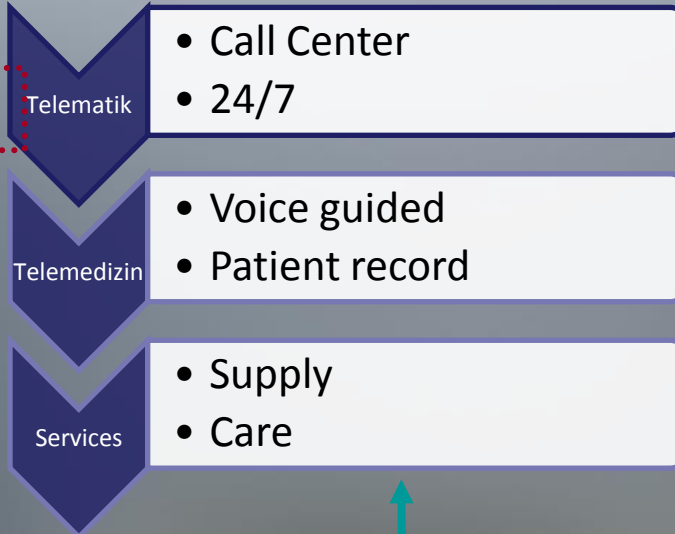 Telematik
• Call Center
• 24/7
Telemedizin
• Voice guided
• Patient record
Services
• Supply
• Care